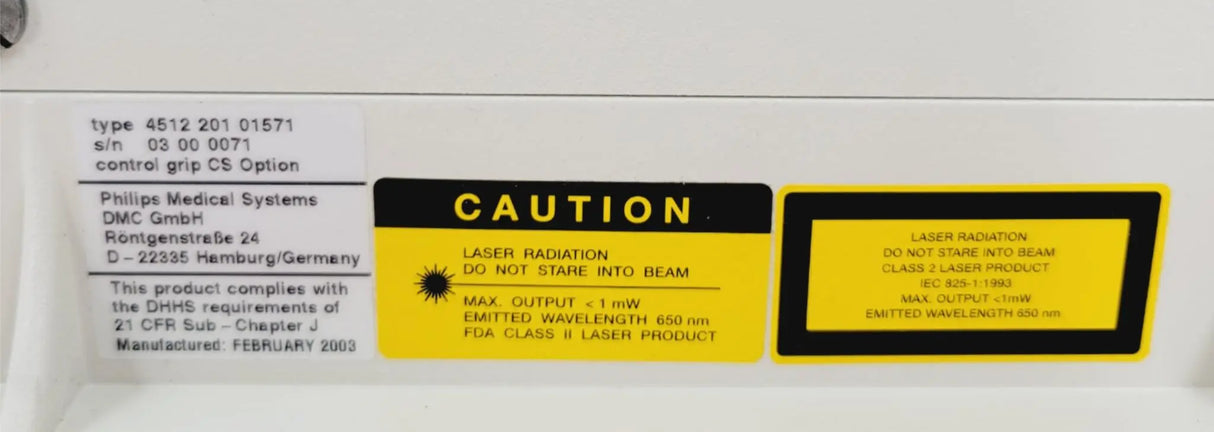 type 4512 201 01571
s/n 03 00 0071
control grip CS Option
Philips Medical Systems
DMC GmbH
Röntgenstraße 24
D – 22335 Hamburg/Germany
This product complies with
the DHHS requirements of
21 CFR Sub – Chapter J
Manufactured: FEBRUARY 2003
CAUTION
LASER RADIATION
DO NOT STARE INTO BEAM
MAX. OUTPUT < 1 mW
EMITTED WAVELENGTH 650 nm
FDA CLASS II LASER PRODUCT
LASER RADIATION
DO NOT STARE INTO BEAM
CLASS 2 LASER PRODUCT
IEC 825-1:1993
MAX. OUTPUT <1mW
EMITTED WAVELENGTH 650 nm